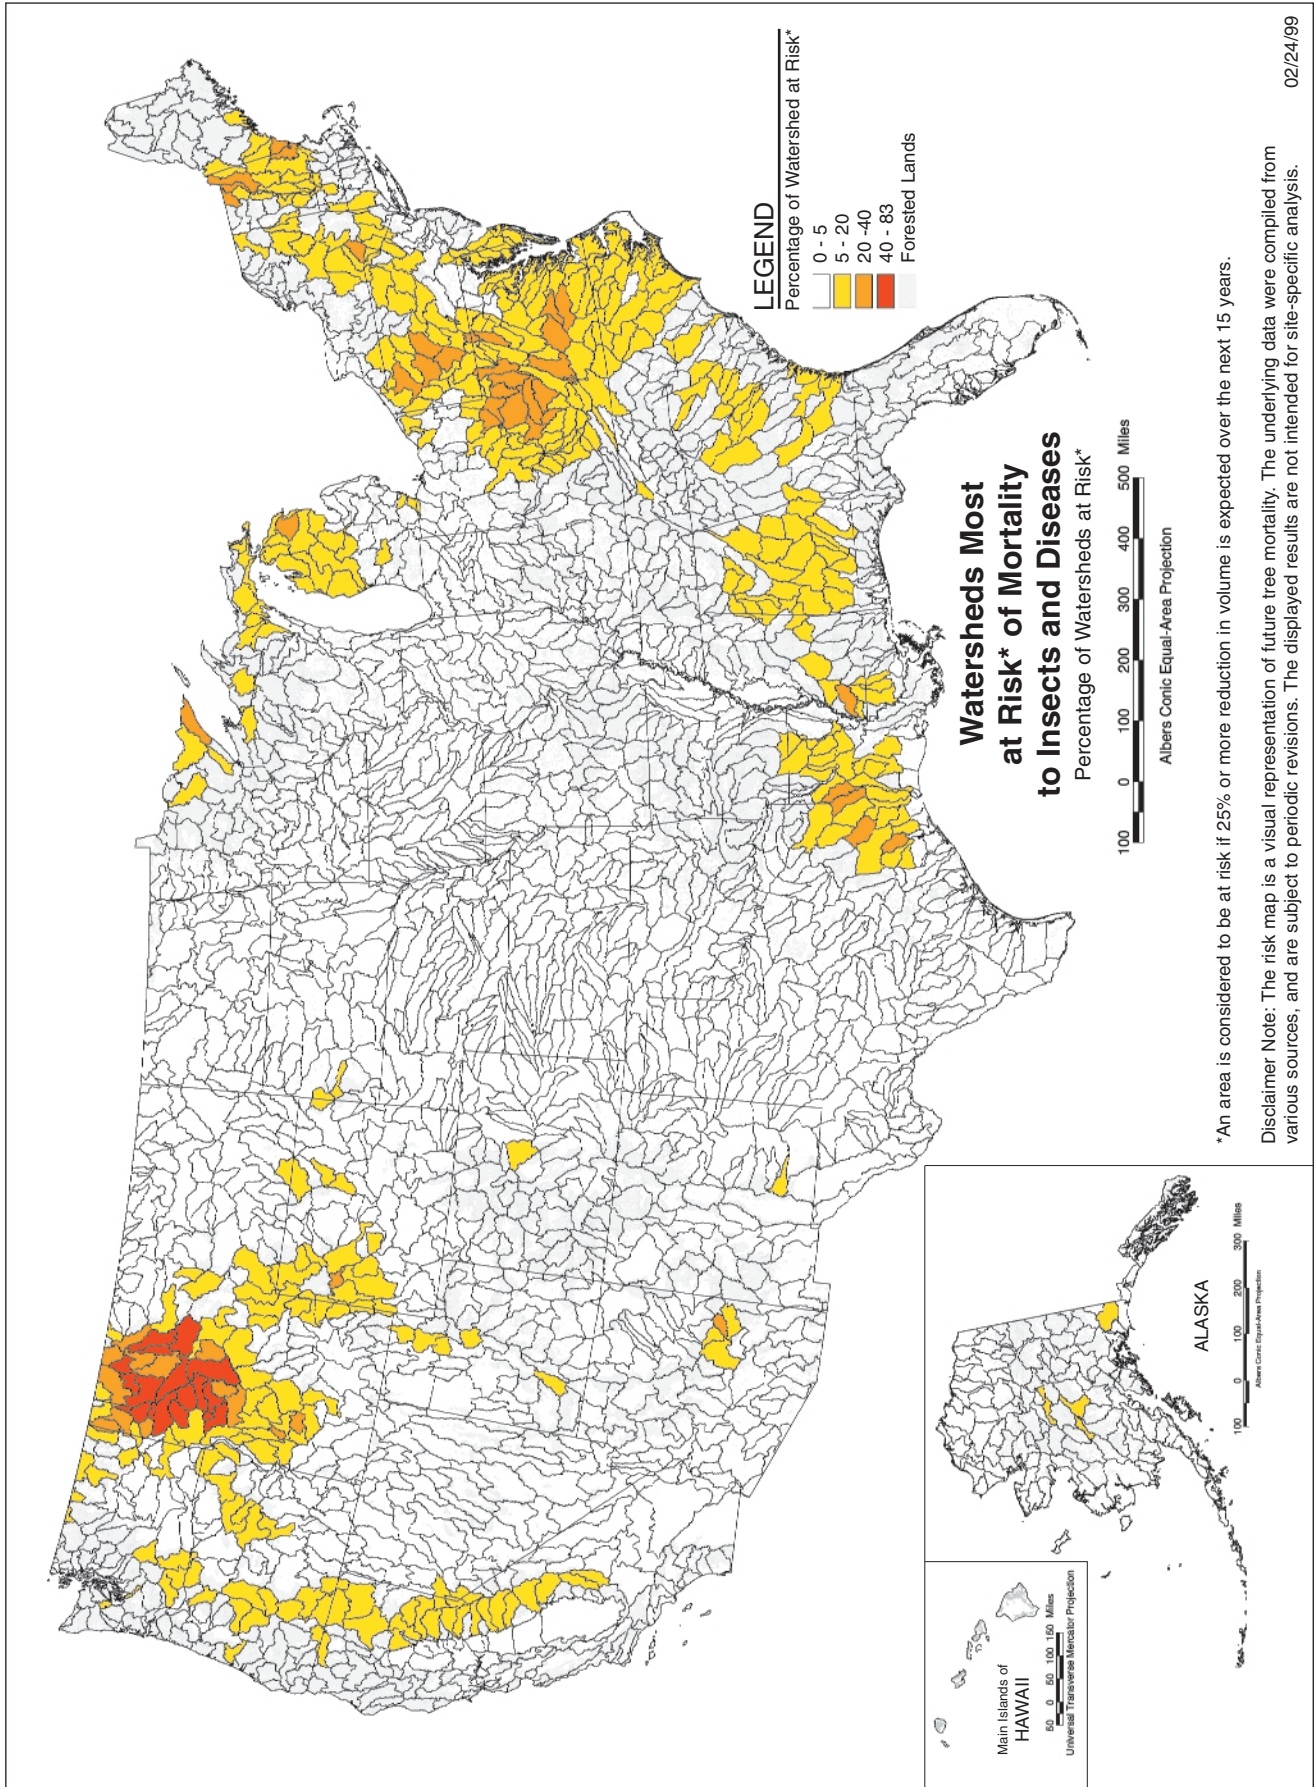 Watersheds Most
at Risk* of Mortality
to Insects and Diseases
Percentage of Watersheds at Risk*
100 0 100 200 300 400 500 Miles
Albers Conic Equal-Area Projection
LEGEND
Percentage of Watershed at Risk*
0 - 5
5 - 20
20 -40
40 - 83
Forested Lands
Main Islands of
HAWAII
50 0 50 100 150 Miles
Universal Transverse Mercator Projection
ALASKA
100 0 100 200 300 Miles
Albers Conic Equal-Area Projection
*An area is considered to be at risk if 25% or more reduction in volume is expected over the next 15 years.
Disclaimer Note: The risk map is a visual representation of future tree mortality. The underlying data were compiled from
various sources, and are subject to periodic revisions. The displayed results are not intended for site-specific analysis.
02/24/99